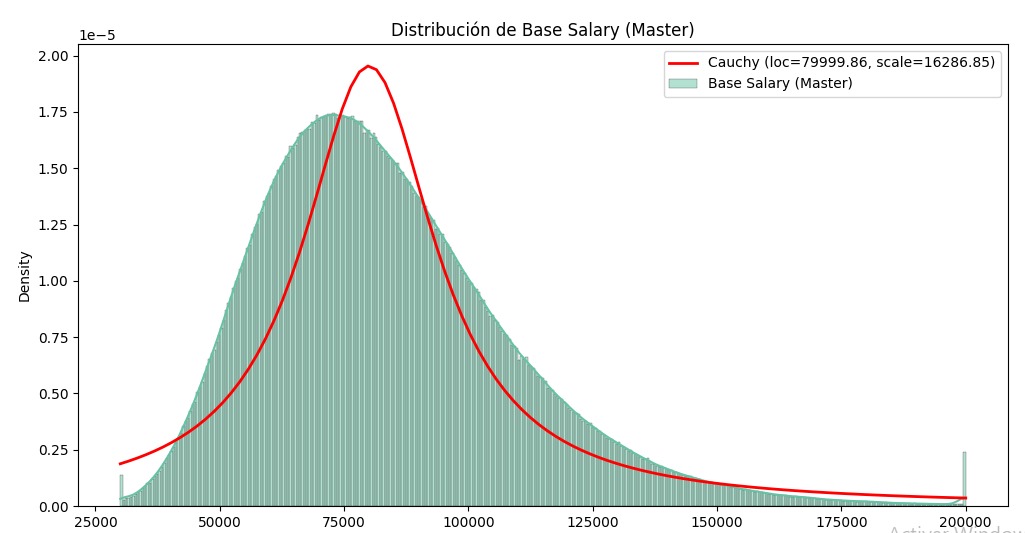 Distribución de Base Salary (Master)
1e−5
Cauchy (loc=79999.86, scale=16286.85)
Base Salary (Master)
2.00
1.75
1.50
1.25
1.00
0.75
0.50
0.25
0.00
Density
25000 50000 75000 100000 125000 150000 175000 200000
Activar Window